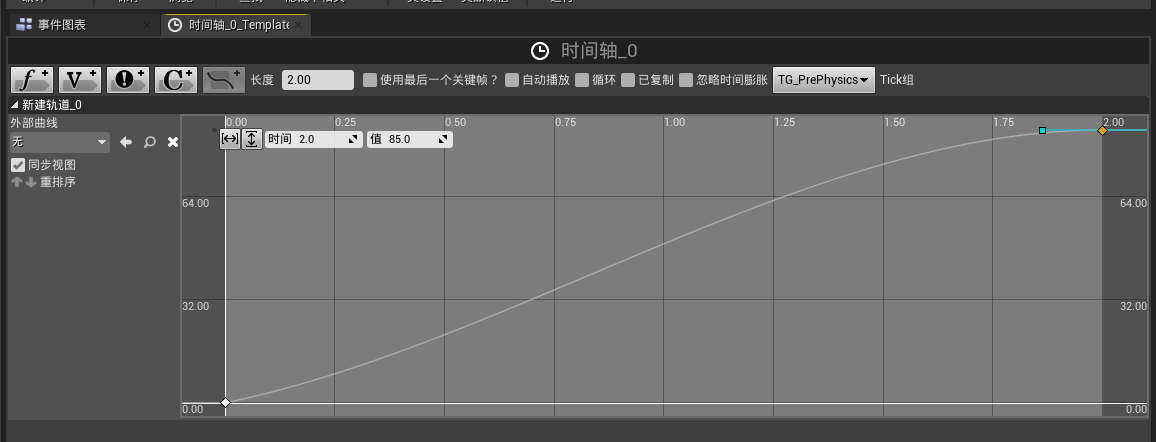 事件图表
时间轴_0_Template
时间轴_0
f V C 长度 2.00 使用最后一个关键帧？ 自动播放 循环 已复制 忽略时间膨胀 TG_PrePhysics Tick组
新建轨道_0
外部曲线
无
同步视图
重排序
0.00 0.25 0.50 0.75 1.00 1.25 1.50 1.75 2.00
时间 2.0 值 85.0
64.00 64.00
32.00 32.00
0.00 0.00